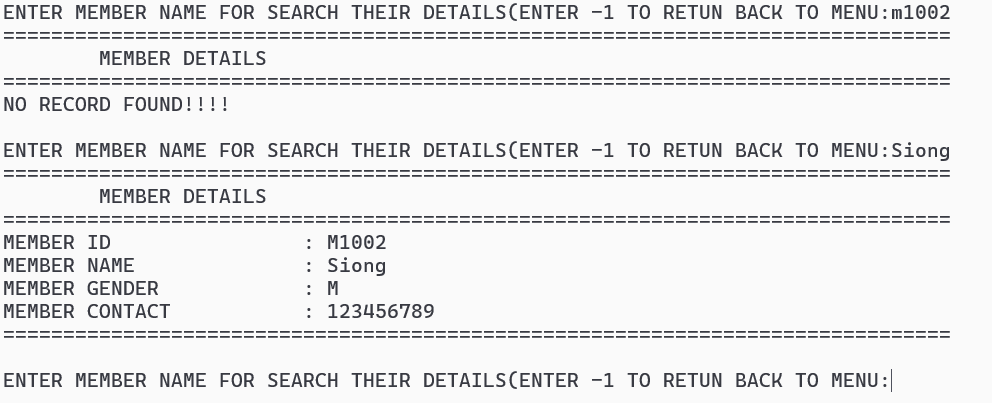 ENTER MEMBER NAME FOR SEARCH THEIR DETAILS(ENTER -1 TO RETUN BACK TO MENU:m1002
===============================================================================
MEMBER DETAILS
===============================================================================
NO RECORD FOUND!!!!
ENTER MEMBER NAME FOR SEARCH THEIR DETAILS(ENTER -1 TO RETUN BACK TO MENU:Siong
===============================================================================
MEMBER DETAILS
===============================================================================
MEMBER ID                : M1002
MEMBER NAME              : Siong
MEMBER GENDER            : M
MEMBER CONTACT           : 123456789
===============================================================================
ENTER MEMBER NAME FOR SEARCH THEIR DETAILS(ENTER -1 TO RETUN BACK TO MENU: